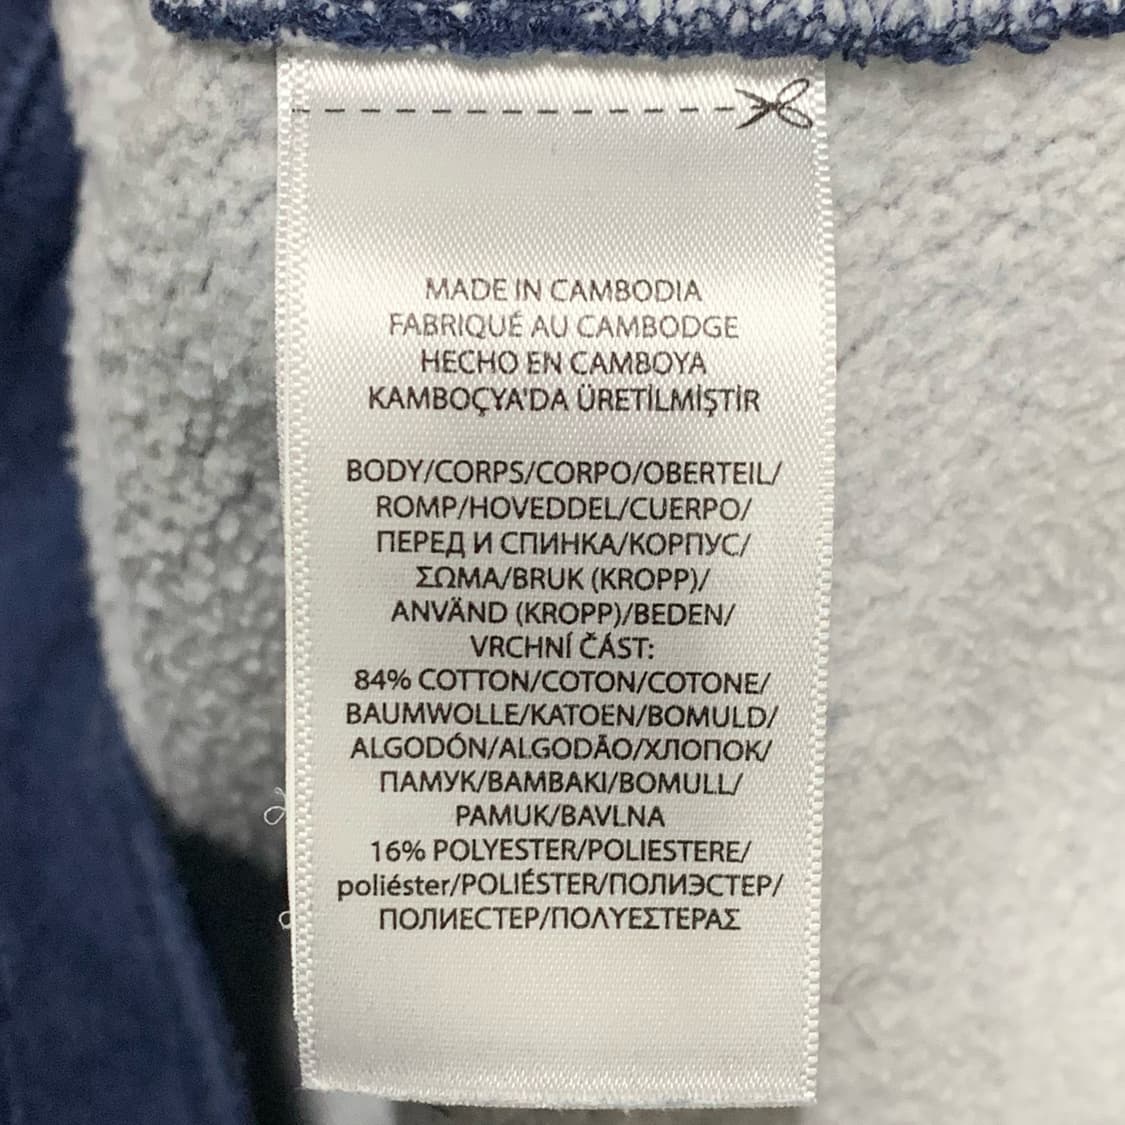 MADE IN CAMBODIA
FABRIQUÉ AU CAMBODGE
HECHO EN CAMBOYA
KAMBOÇYA'DA ÜRETİLMİŞTİR
BODY/CORPS/CORPO/OBERTEIL/
ROMP/HOVEDDEL/CUERPO/
ПЕРЕД И СПИНКА/КОРПУС/
ΣΩΜΑ/BRUK (KROPP)/
ANVÄND (KROPP)/BEDEN/
VRCHNÍ ČÁST:
84% COTTON/COTON/COTONE/
BAUMWOLLE/KATOEN/BOMULD/
ALGODÓN/ALGODÃO/ХЛОПОК/
ПАМУК/BAMBAKI/BOMULL/
PAMUK/BAVLNA
16% POLYESTER/POLIESTERE/
poliéster/POLIÉSTER/ПОЛИЭСТЕР/
ПОЛИЕСТЕР/ΠΟΛΥΕΣΤΕΡΑΣ